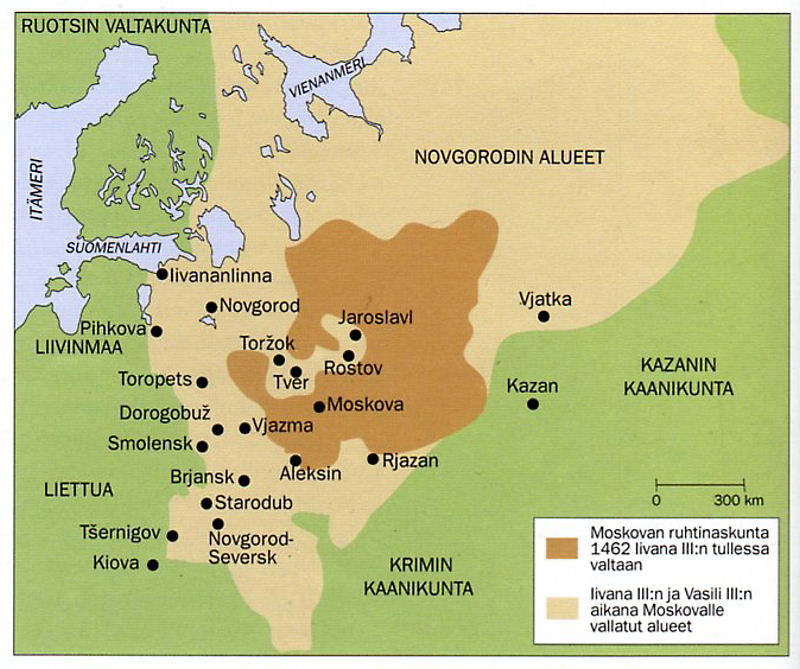 RUOTSIN VALTAKUNTA
VIENANMERI
NOVGORODIN ALUEET
ITÄMERI
SUOMENLAHTI
Iivananlinna
Novgorod
Vjatka
Pihkova
Jaroslavl
LIIVINMAA
Toržok
Rostov
KAZANIN
KAANIKUNTA
Toropets
Tver
Kazan
Moskova
Dorogobuž
Vjazma
Smolensk
Aleksin
Rjazan
Brjansk
LIETTUA
Starodub
0 300 km
Tšernigov
Novgorod-
Seversk
Kiova
KRIMIN
KAANIKUNTA
Moskovan ruhtinaskunta
1462 Iivana III:n tullessa
valtaan
Iivana III:n ja Vasili III:n
aikana Moskovalle
vallatut alueet